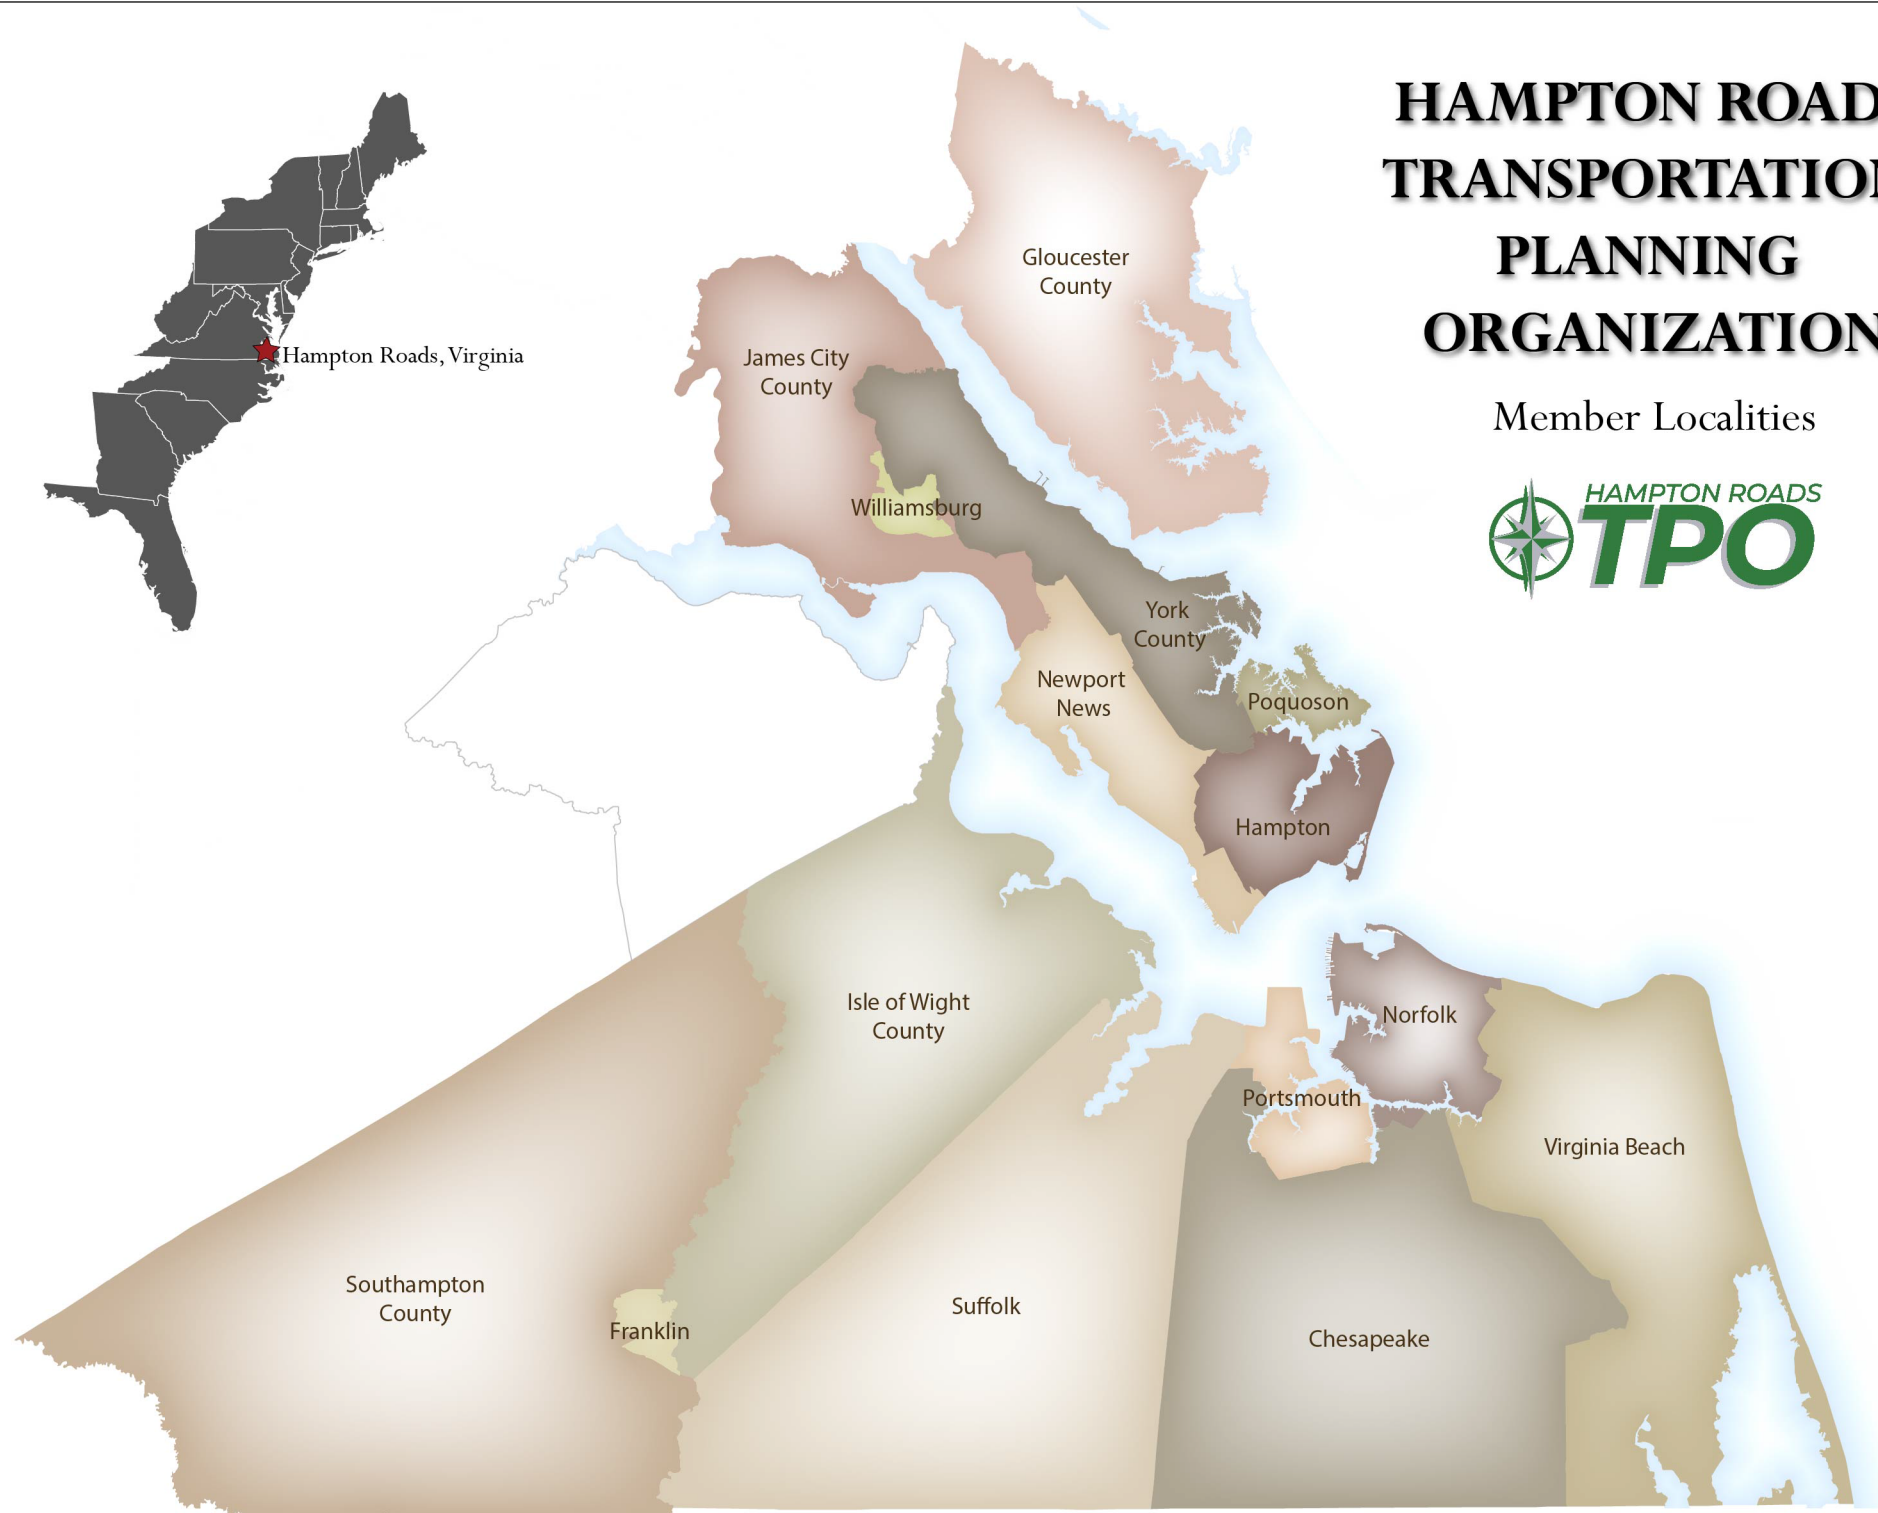 HAMPTON ROAD
TRANSPORTATION
PLANNING
ORGANIZATION
Member Localities
HAMPTON ROADS
TPO
Hampton Roads, Virginia
Gloucester
County
James City
County
Williamsburg
York
County
Newport
News
Poquoson
Hampton
Isle of Wight
County
Norfolk
Portsmouth
Virginia Beach
Southampton
County
Franklin
Suffolk
Chesapeake